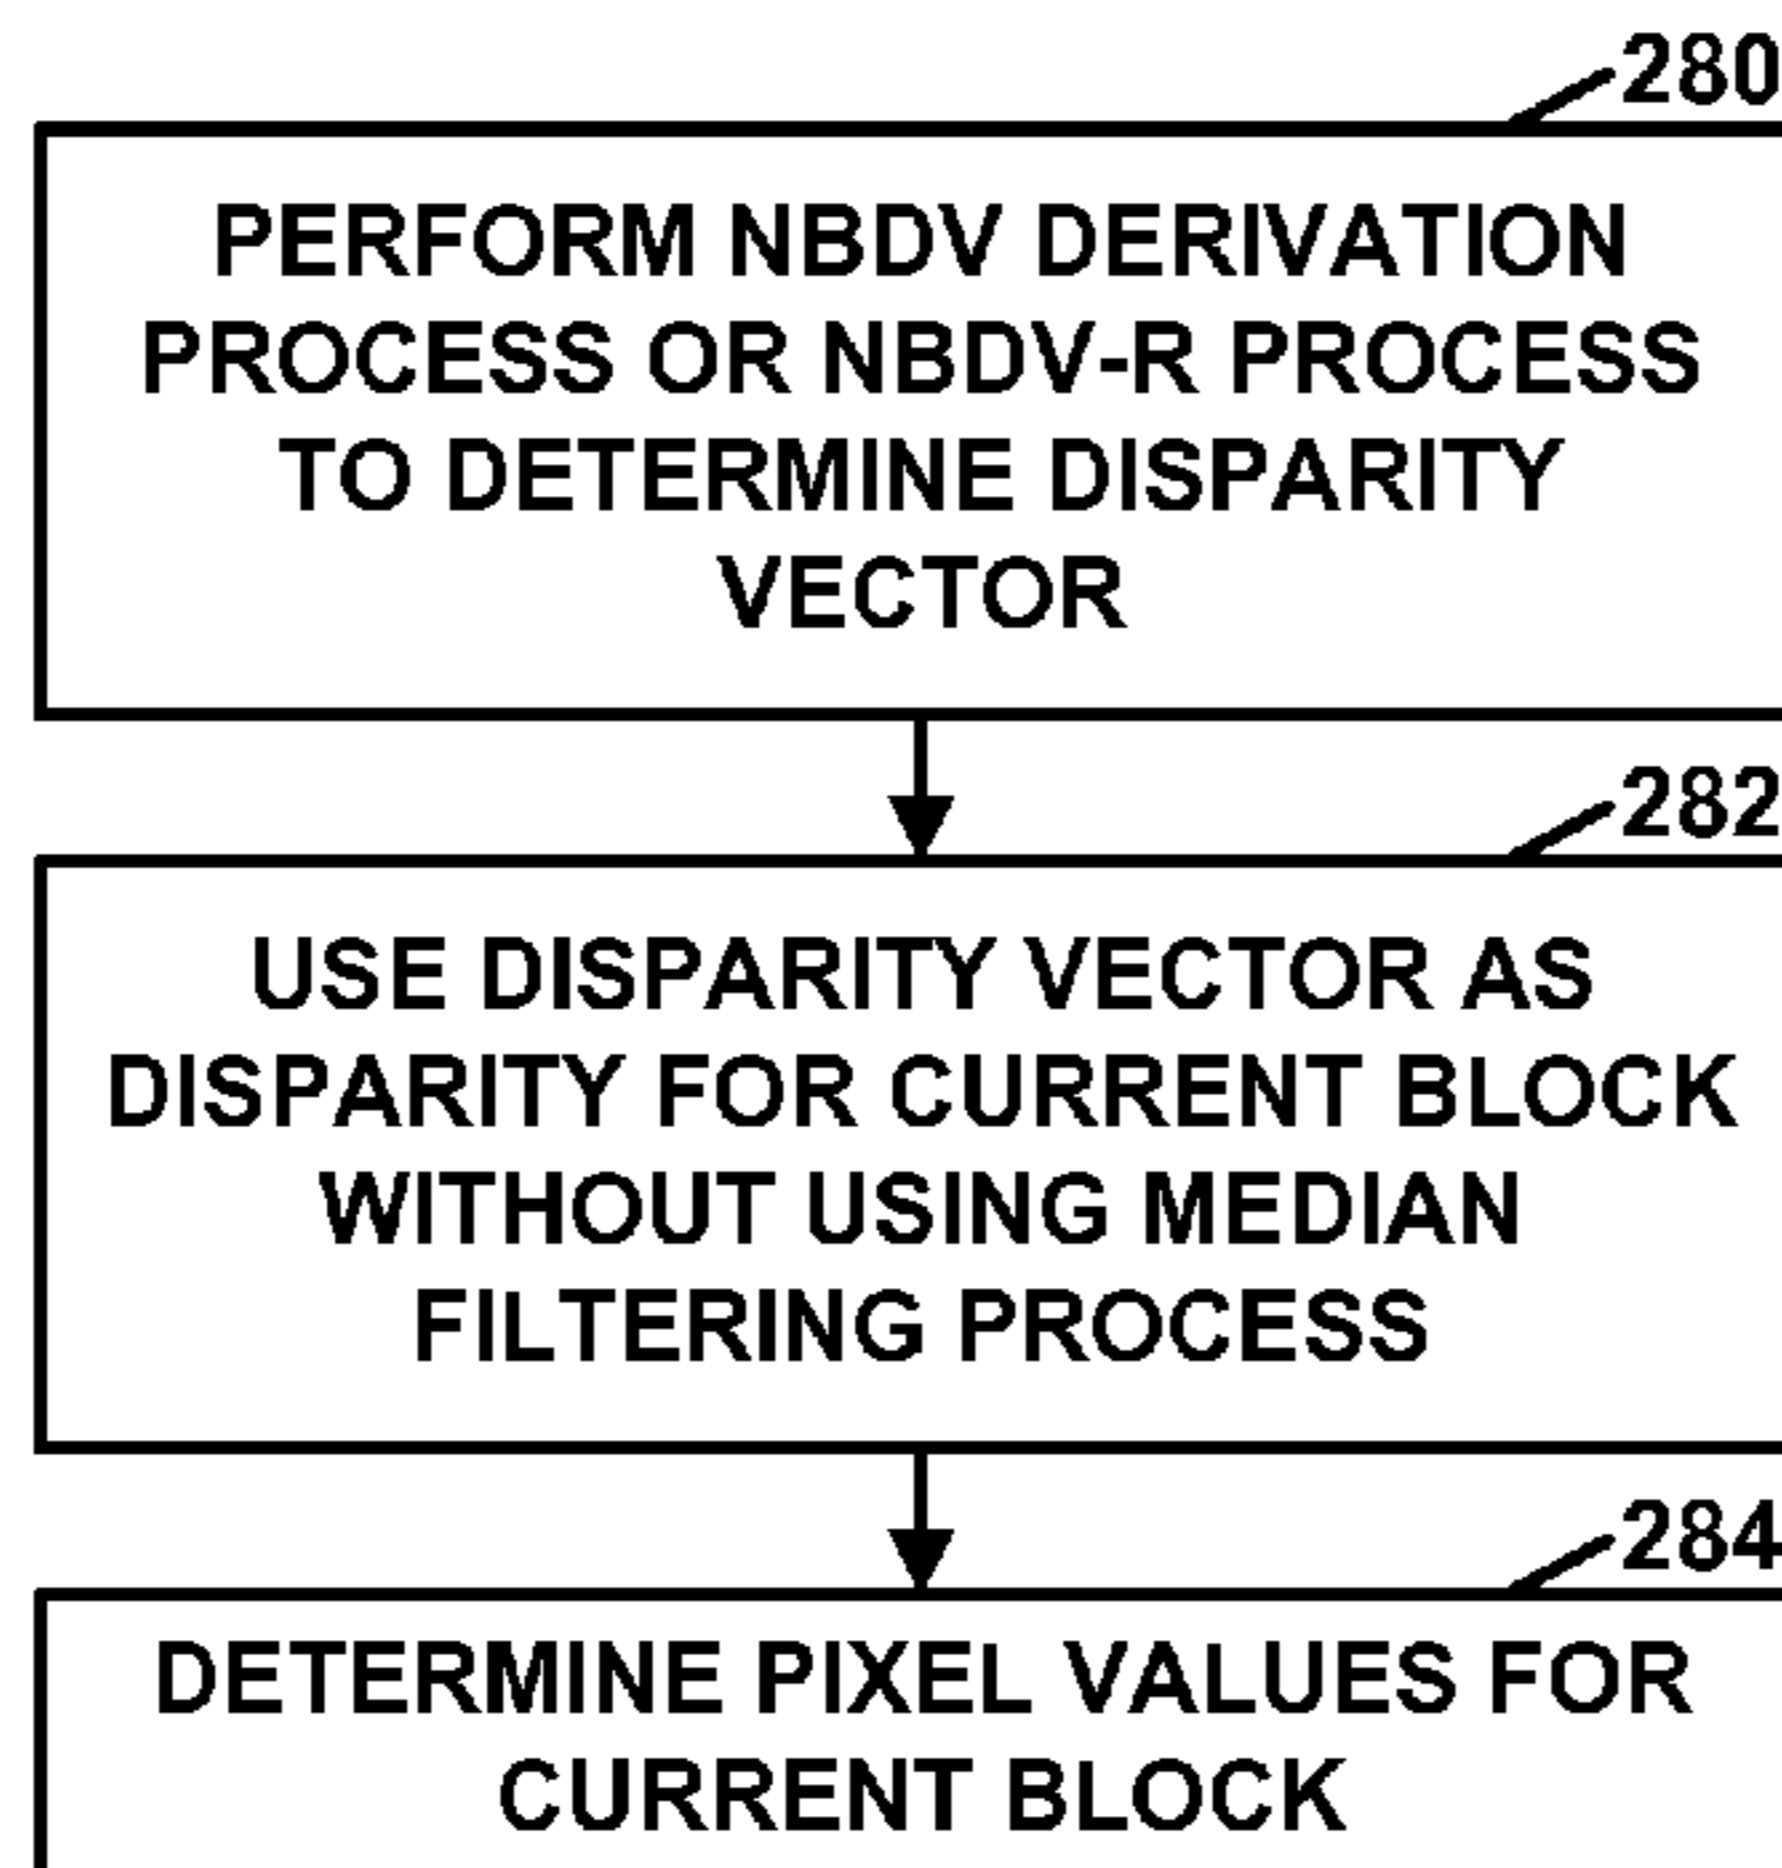 280
PERFORM NBDV DERIVATION
PROCESS OR NBDV-R PROCESS
TO DETERMINE DISPARITY
VECTOR
282
USE DISPARITY VECTOR AS
DISPARITY FOR CURRENT BLOCK
WITHOUT USING MEDIAN
FILTERING PROCESS
284
DETERMINE PIXEL VALUES FOR
CURRENT BLOCK